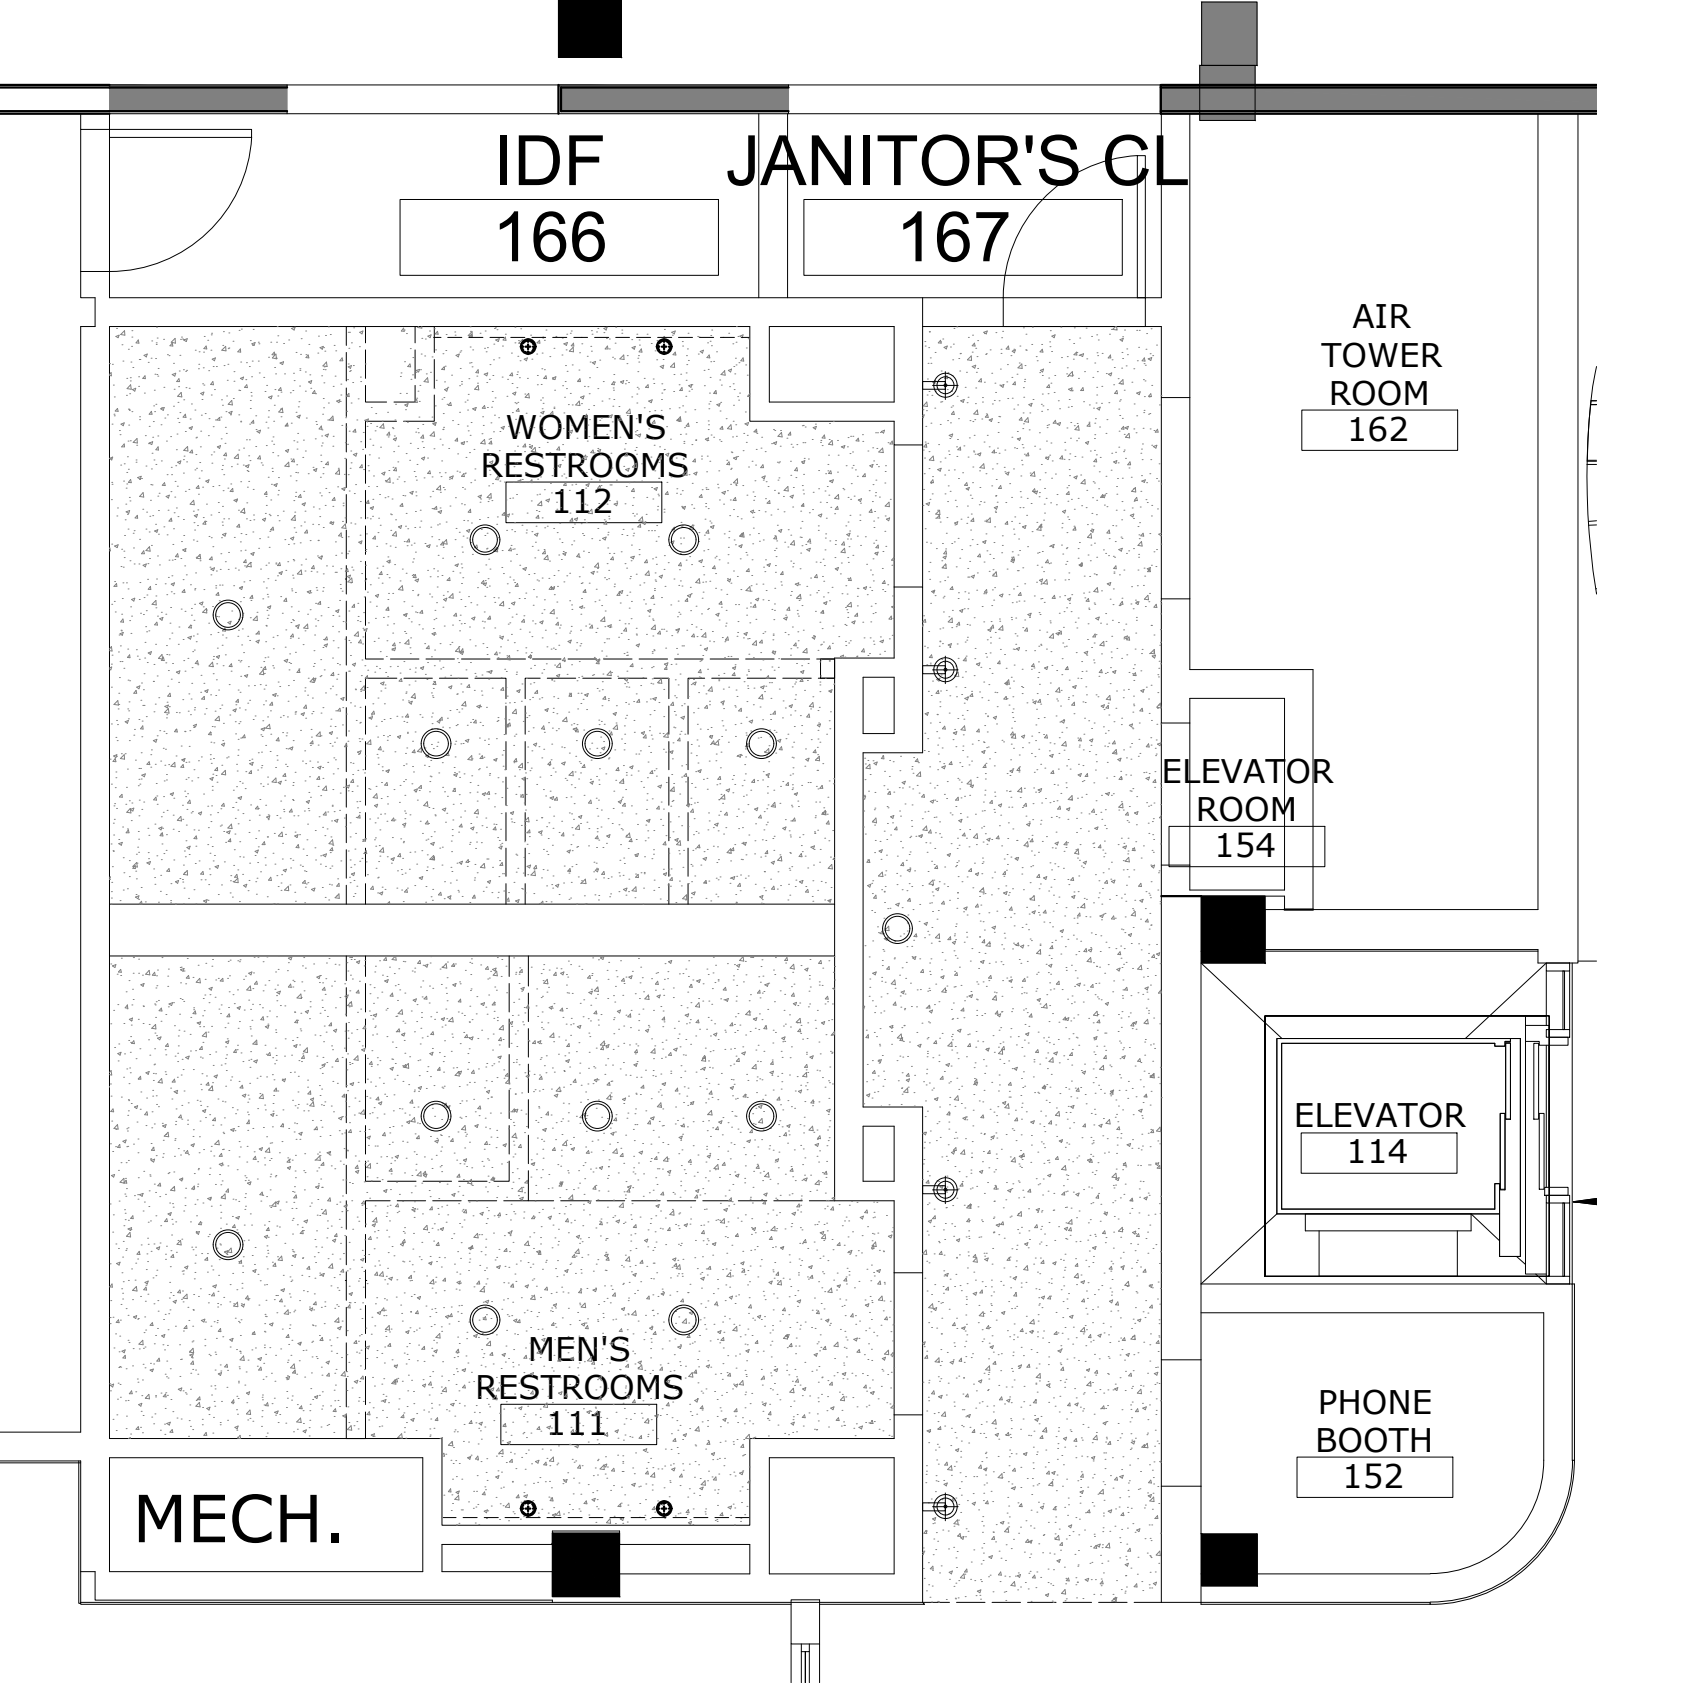 IDF
166
JANITOR'S CL
167
AIR
TOWER
ROOM
162
WOMEN'S
RESTROOMS
112
ELEVATOR
ROOM
154
ELEVATOR
114
MEN'S
RESTROOMS
111
PHONE
BOOTH
152
MECH.